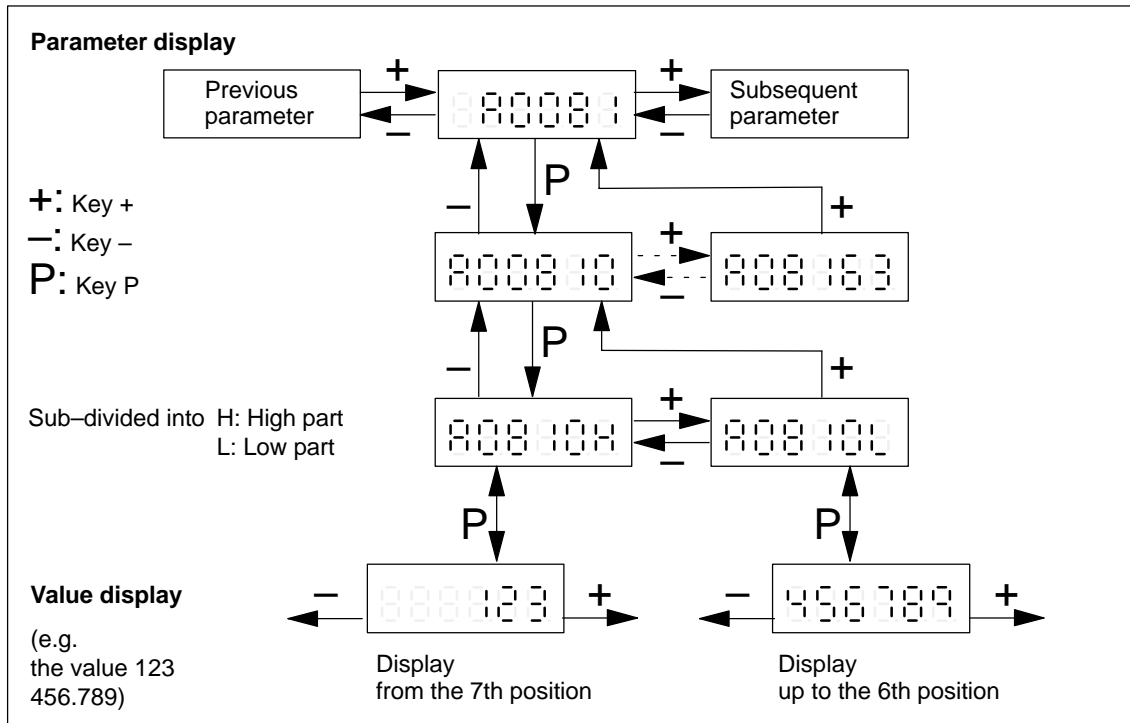 Parameter display
Previous
parameter
+
–
A0081
+
–
Subsequent
parameter
+: Key +
–: Key –
P: Key P
–
P
+
A00810
+
–
A08163
–
P
+
Sub–divided into H: High part
L: Low part
A0810H
+
–
A0810L
P
P
Value display
(e.g.
the value 123
456.789)
–
123
+
–
456789
+
Display
from the 7th position
Display
up to the 6th position